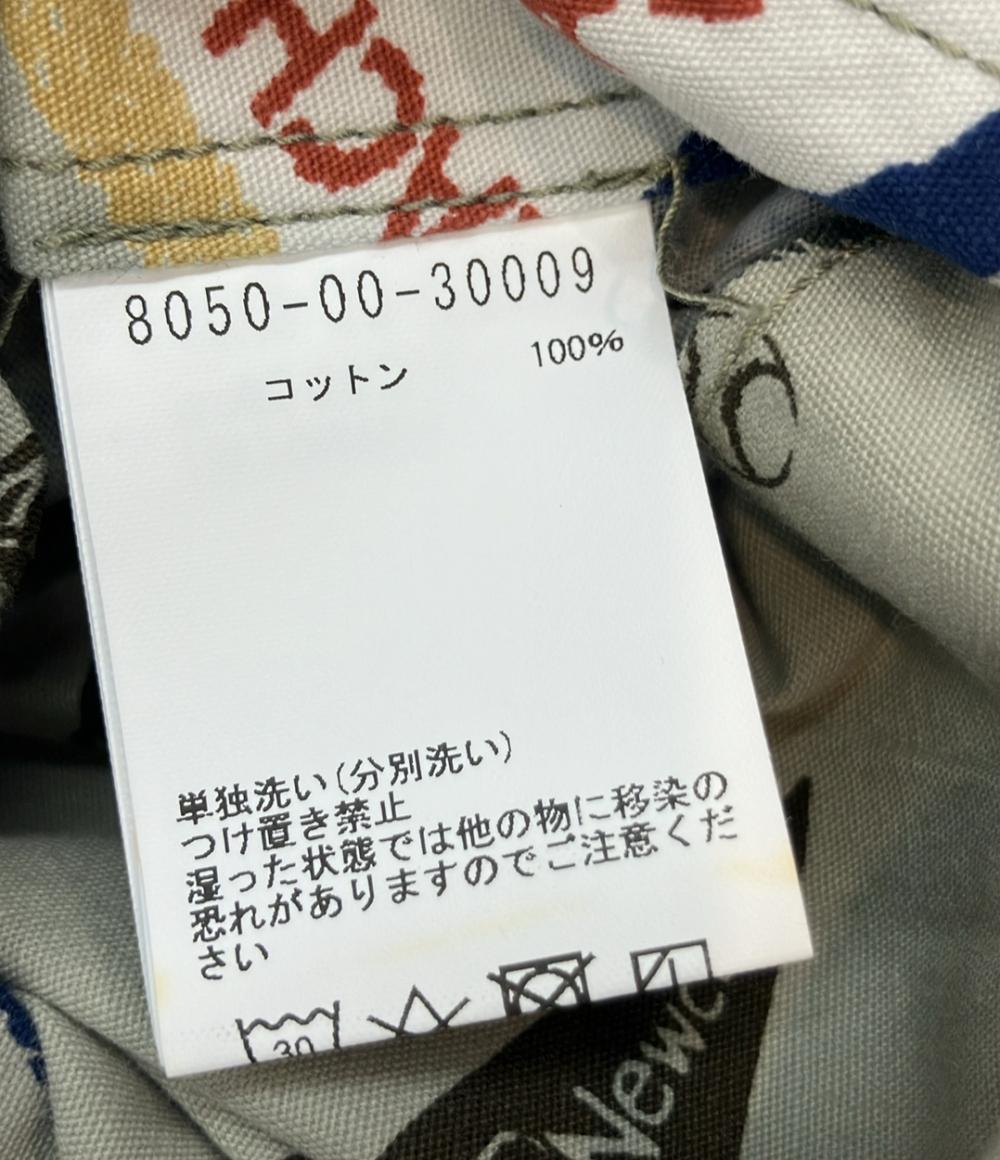 8050-00-30009
コットン 100%
単独洗い(分別洗い)
つけ置き禁止
湿った状態では他の物に移染の
恐れがありますのでご注意くだ
さい
30
Newc